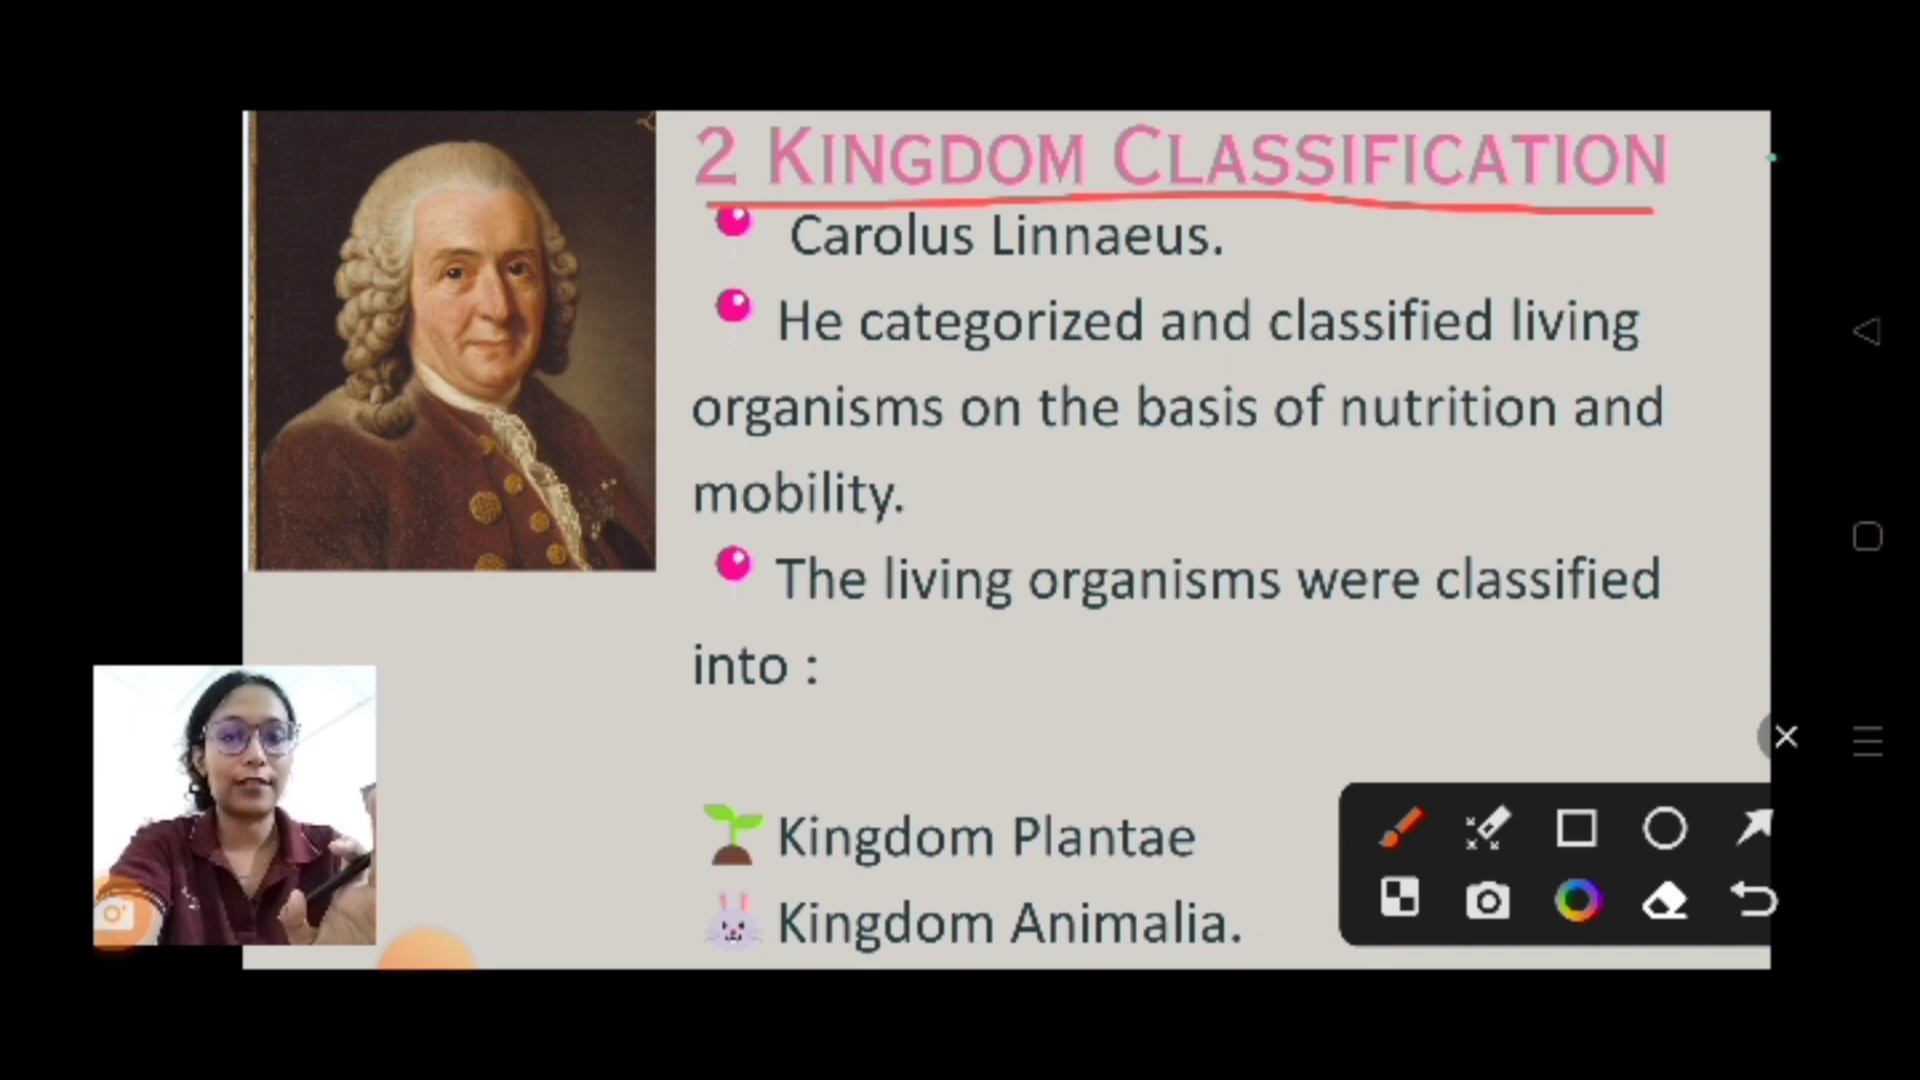 2 KINGDOM CLASSIFICATION
Carolus Linnaeus.
He categorized and classified living
organisms on the basis of nutrition and
mobility.
The living organisms were classified
into :
Kingdom Plantae
Kingdom Animalia.